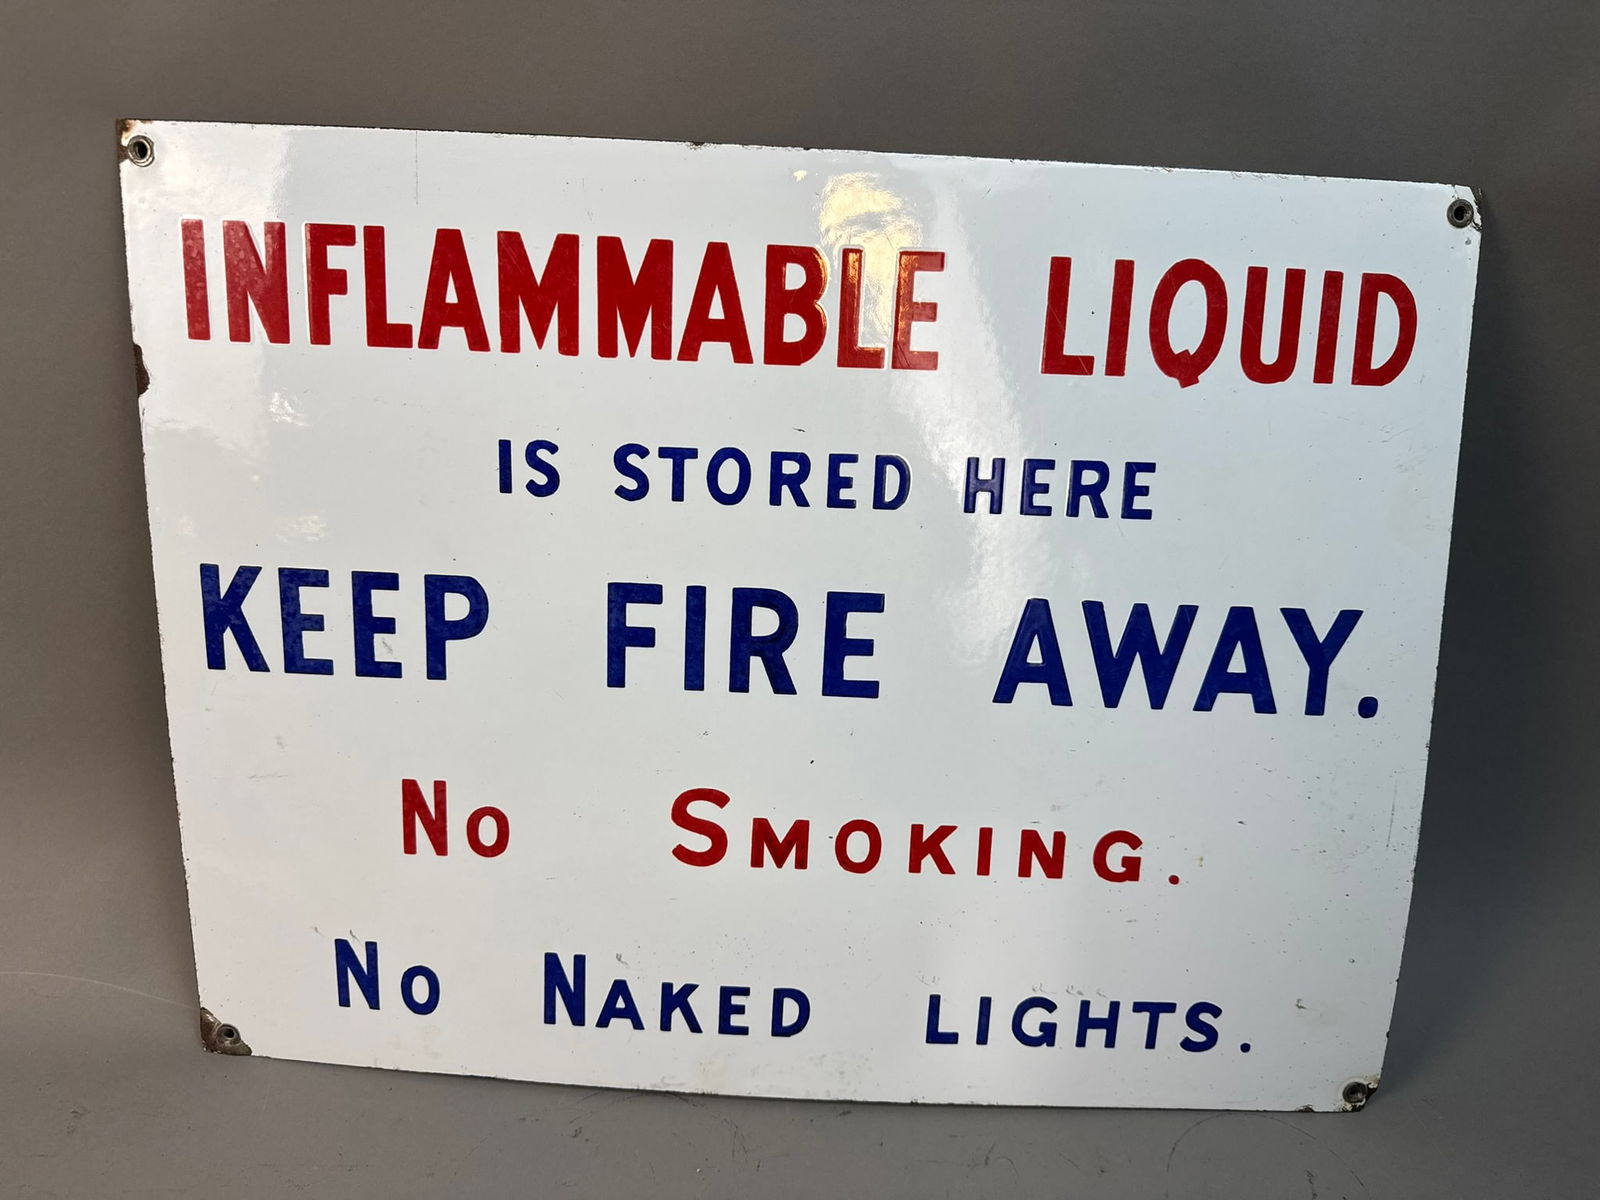 INFLAMMABLE LIQUID
IS STORED HERE
KEEP FIRE AWAY.
NO SMOKING.
NO NAKED LIGHTS.